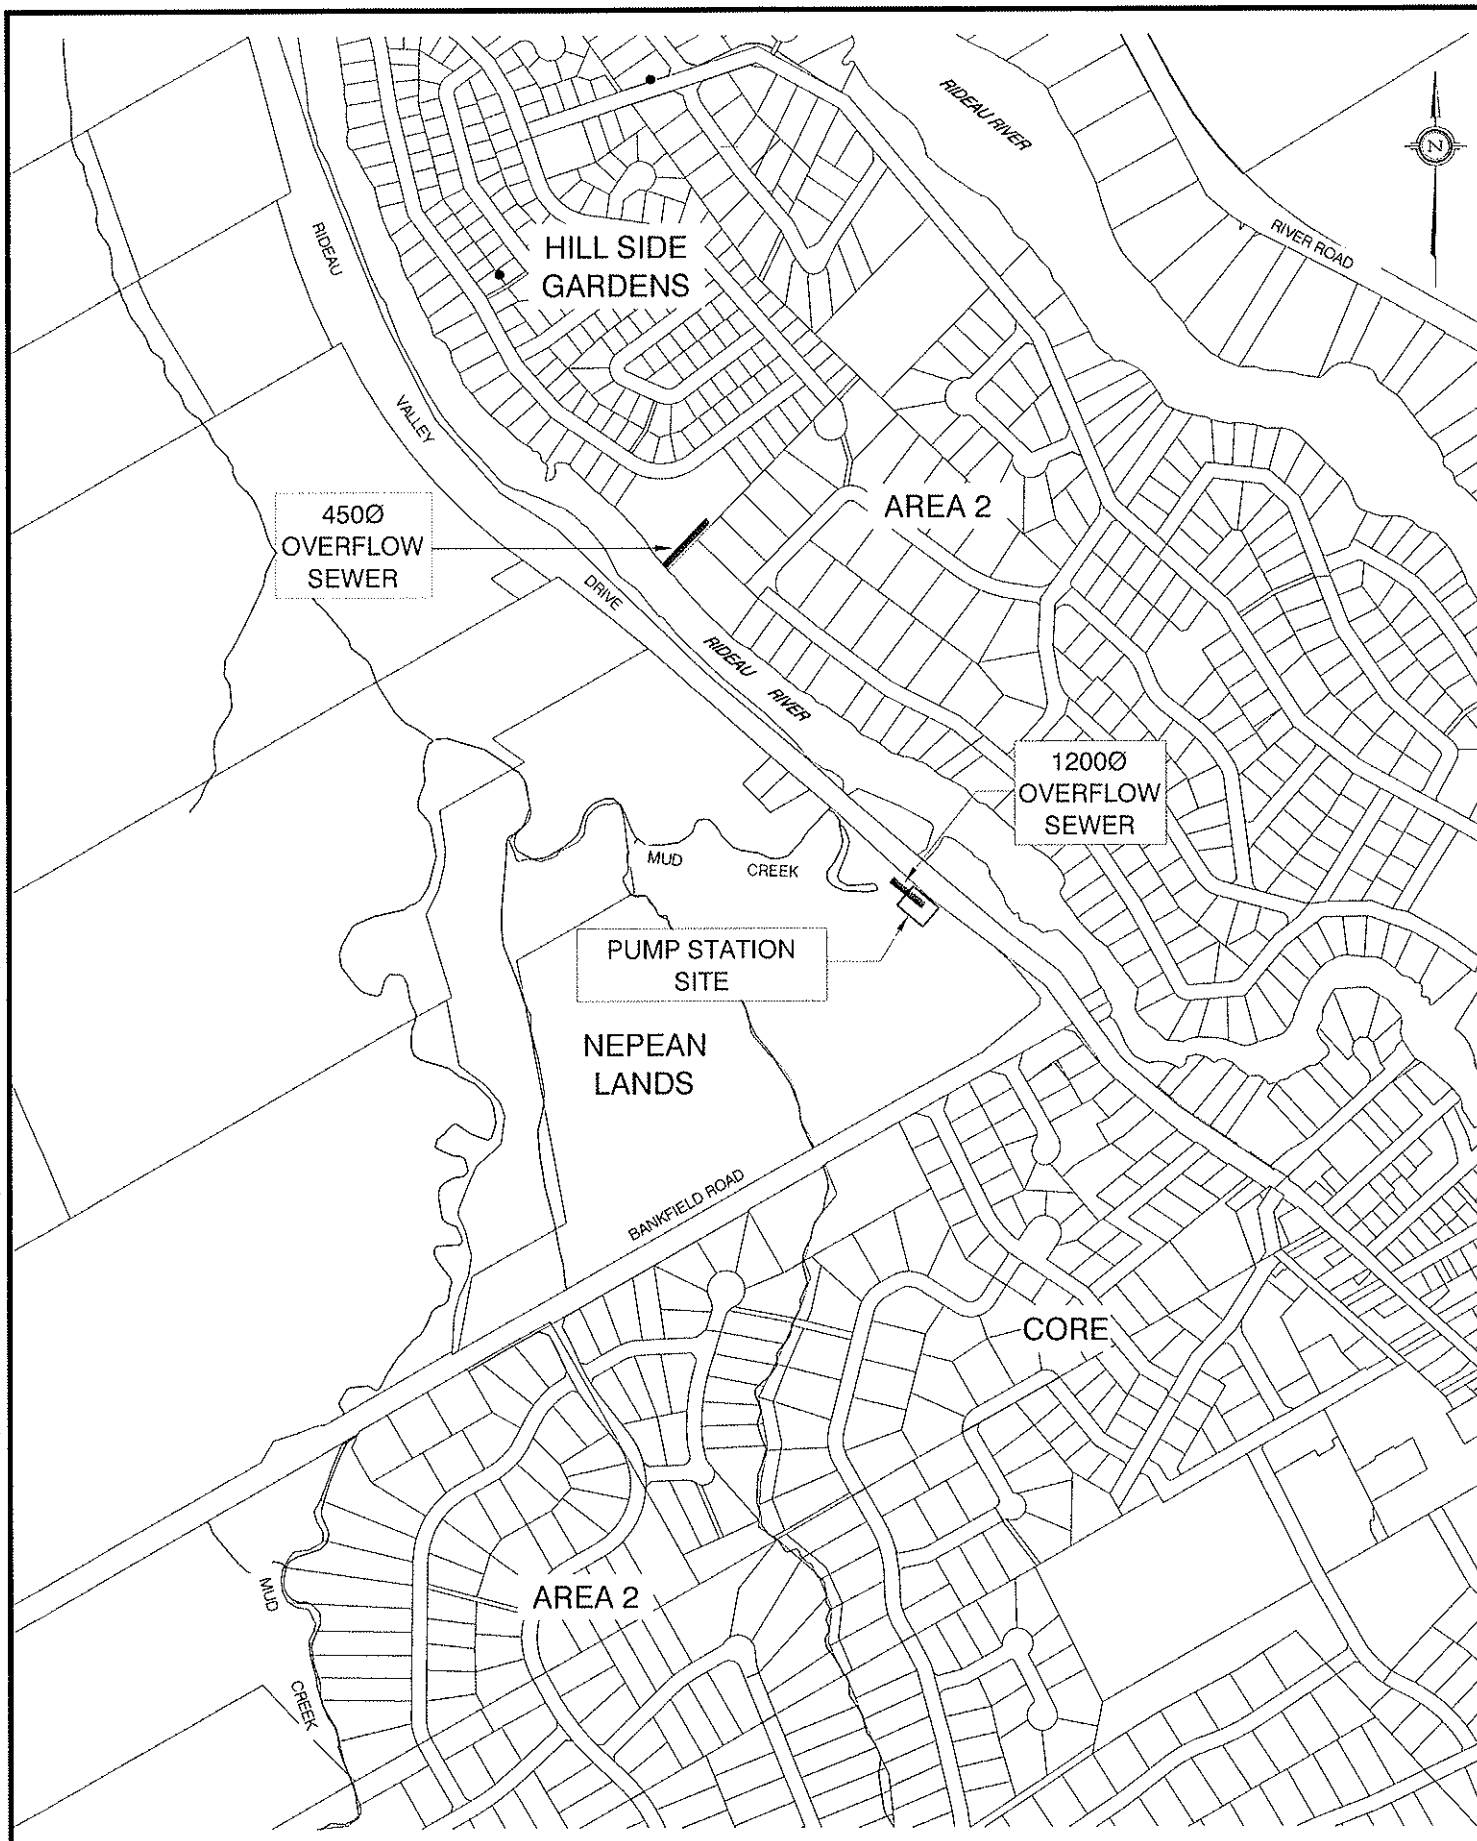 RIDEAU RIVER
N
RIVER ROAD
RIDEAU
HILL SIDE
GARDENS
VALLEY
450Ø
OVERFLOW
SEWER
AREA 2
DRIVE
RIDEAU RIVER
1200Ø
OVERFLOW
SEWER
MUD CREEK
PUMP STATION
SITE
NEPEAN
LANDS
BANKFIELD ROAD
CORE
AREA 2
MUD
CREEK